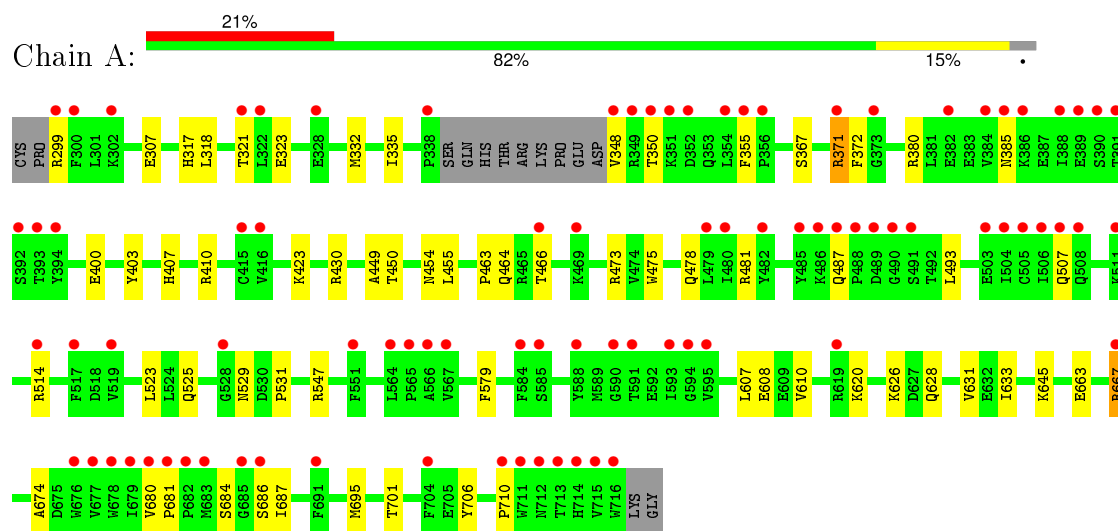 21%
Chain A:
82% 15% •
CYS PRO R299 F300 L301 K302 E307 H317 L318 T321 L322 E323 E328 M332 I335 P338 SER GLN HIS THR ARG LYS PRO GLU ASP V348 R349 T350 K351 D352 Q353 L354 F355 P356 S367 R371 F372 G373 R380 L381 E382 E383 V384 N385 K386 E387 I388 E389 S390 T391
S392 T393 Y394 E400 Y403 H407 R410 C415 V416 K423 R430 A449 T450 N454 L455 P463 Q464 R465 T466 K469 R473 V474 W475 Q478 L479 I480 R481 Y482 Y485 K486 Q487 P488 D489 G490 S491 T492 L493 E503 I504 C505 I506 Q507 Q508 K511
R514 F517 D518 V519 L523 L524 Q525 G528 N529 D530 P531 R547 F551 L564 P565 A566 V567 F579 F584 S585 Y588 M589 G590 T591 E592 I593 G594 V595 L607 E608 E609 V610 R619 K620 K626 D627 Q628 V631 E632 I633 K645 E663 R667
A674 D675 W676 V677 W678 I679 V680 P681 P682 M683 S684 G685 S686 I687 F691 M695 T701 F704 E705 Y706 P710 W711 N712 T713 H714 V715 W716 LYS GLY